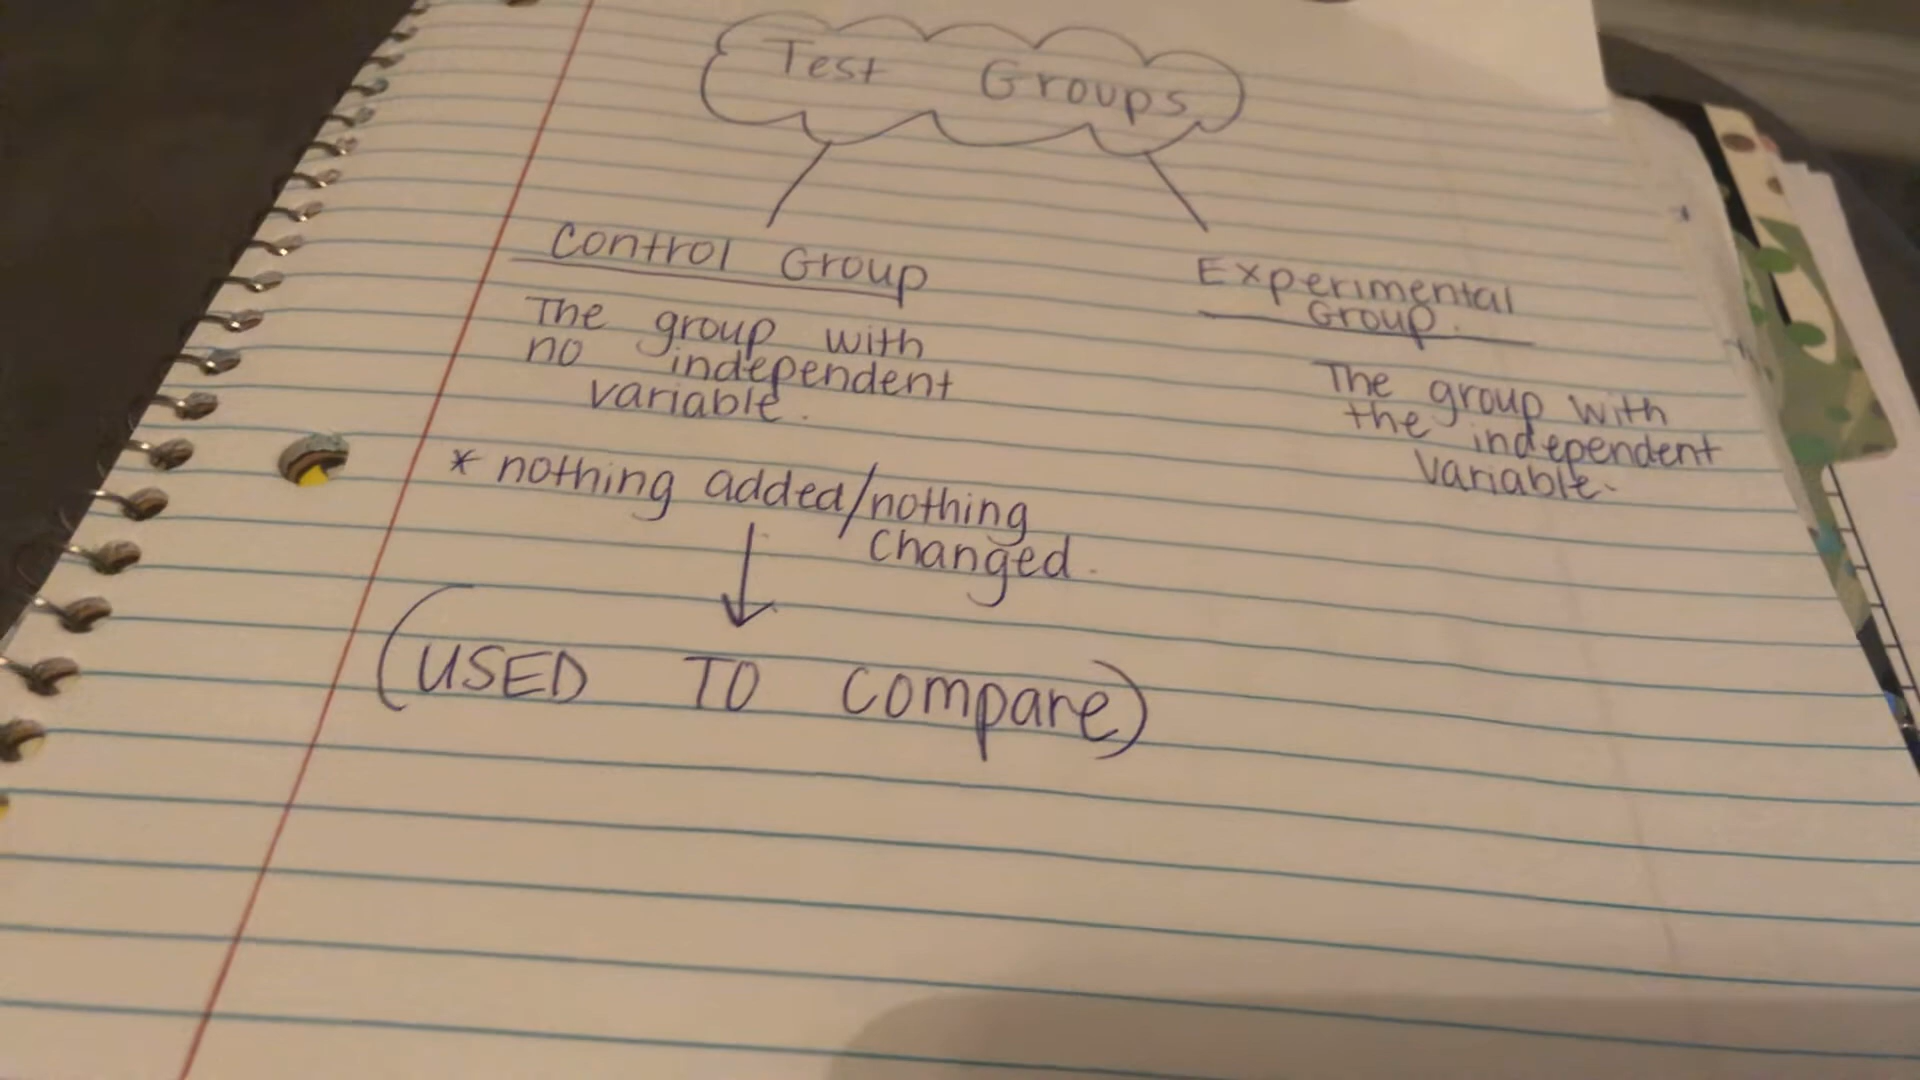 Test Groups
Control Group
The group with
no independent
variable.
* nothing added/nothing
changed.
(USED TO compare)
Experimental
Group.
The group with
the independent
variable.